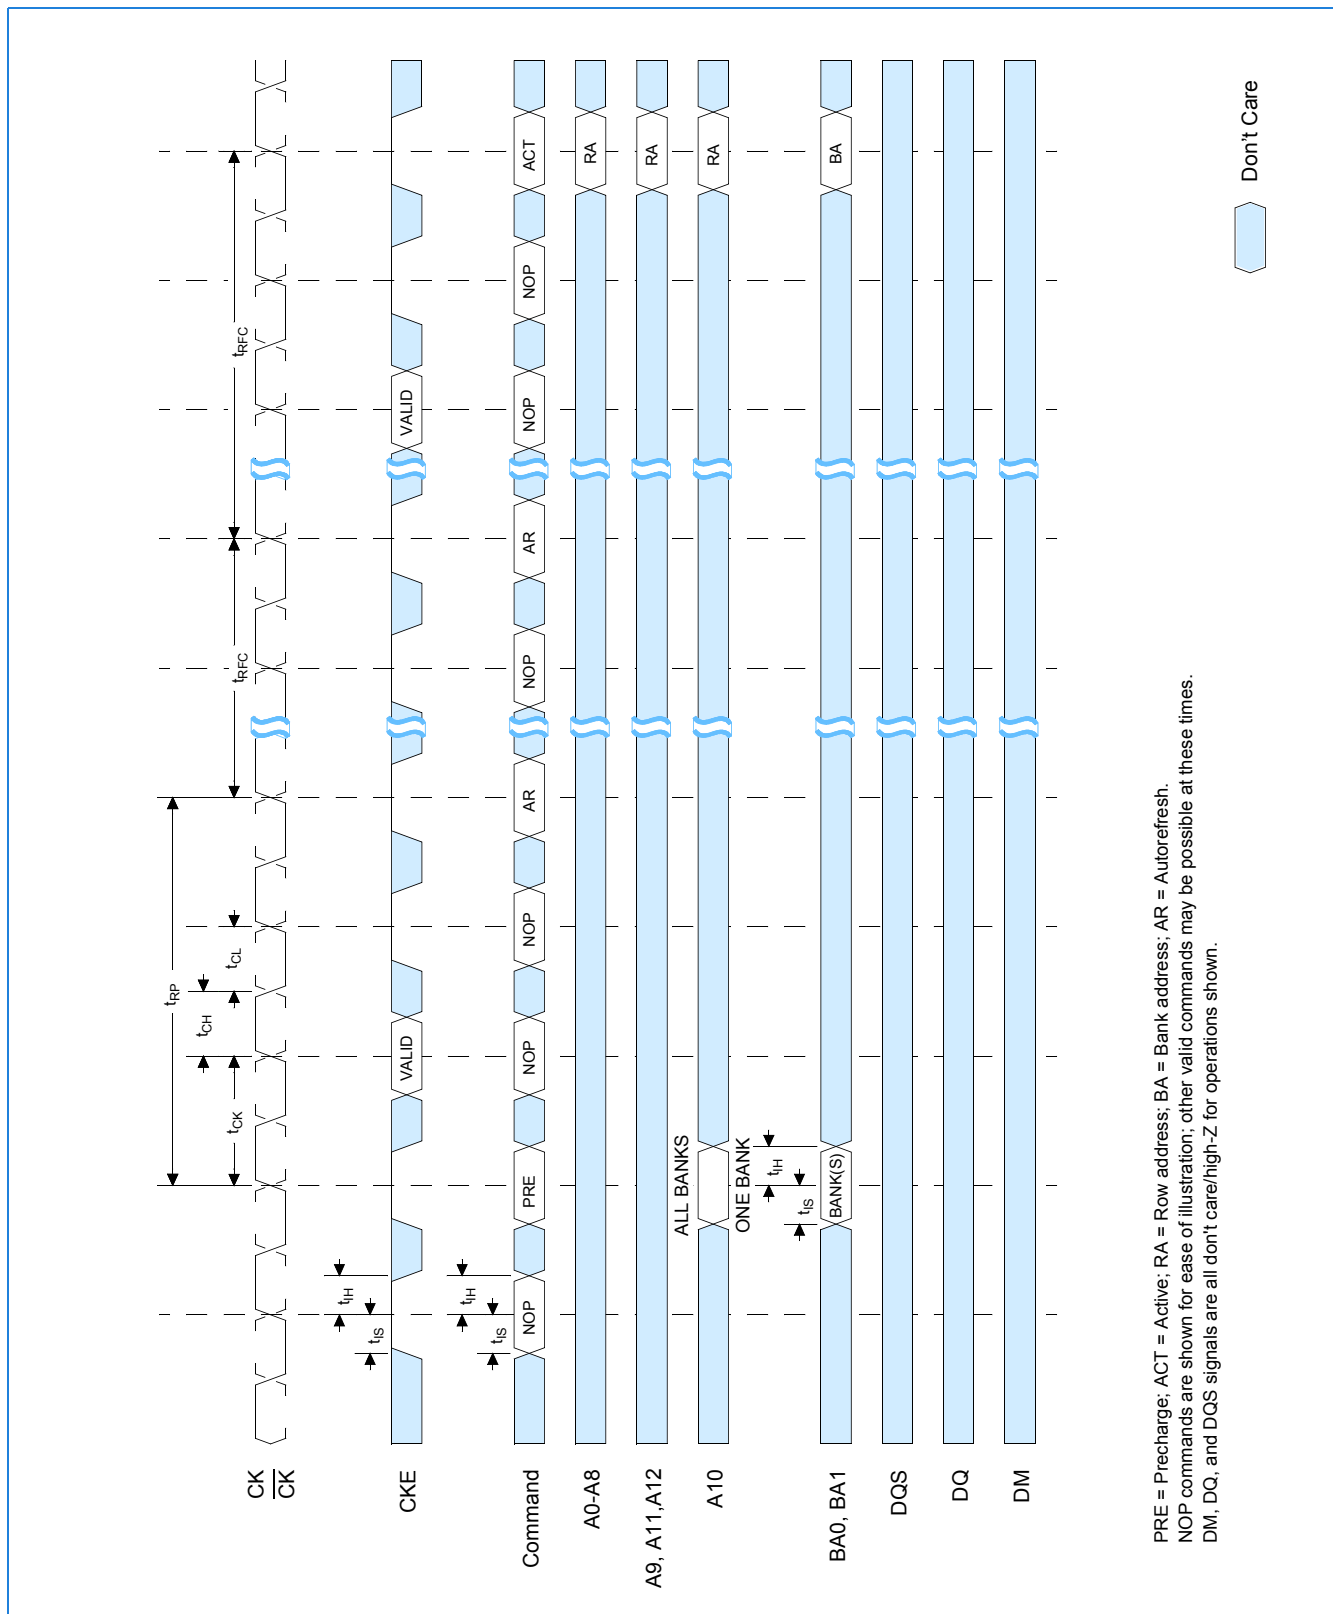 tRP
tCK
tCH
tCL
tRFC
tRFC
CK
CK
CKE
tIS
tIH
VALID
VALID
Command
tIS
tIH
NOP
PRE
NOP
NOP
AR
NOP
AR
NOP
NOP
ACT
A0-A8
RA
A9, A11,A12
RA
ALL BANKS
A10
RA
ONE BANK
tIS
tIH
BA0, BA1
BANK(S)
BA
DQS
DQ
DM
PRE = Precharge; ACT = Active; RA = Row address; BA = Bank address; AR = Autorefresh.
NOP commands are shown for ease of illustration; other valid commands may be possible at these times.
DM, DQ, and DQS signals are all don't care/high-Z for operations shown.
Don't Care